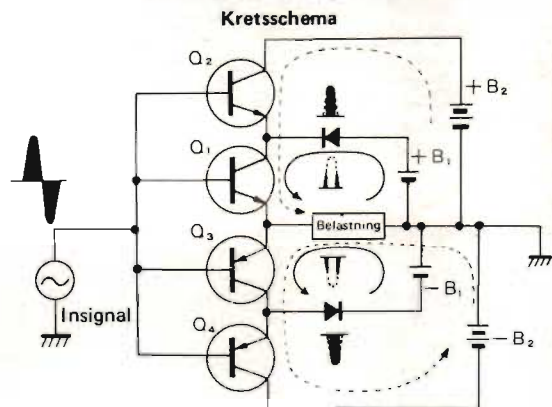 Kretsschema
Q₂
+B₂
Q₁
+B₁
Belastning
Q₃
−B₁
Insignal
Q₄
−B₂